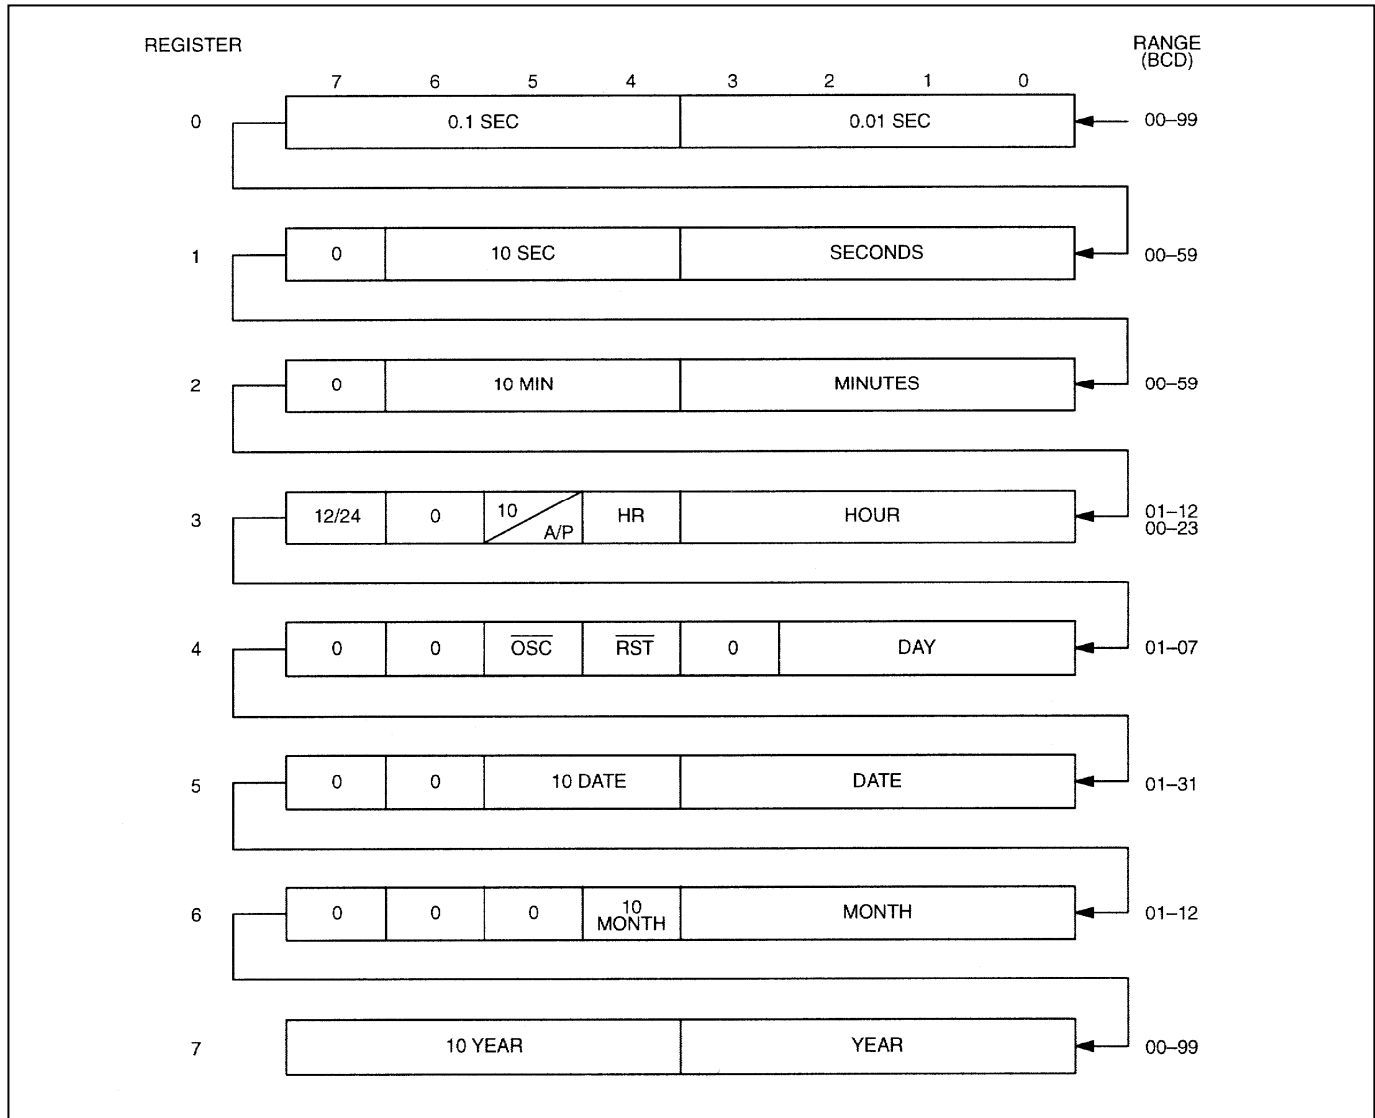 REGISTER
RANGE
(BCD)
7 6 5 4 3 2 1 0
0 0.1 SEC 0.01 SEC 00–99
1 0 10 SEC SECONDS 00–59
2 0 10 MIN MINUTES 00–59
3 12/24 0 10 A/P HR HOUR 01–12
00–23
4 0 0 OSC RST 0 DAY 01–07
5 0 0 10 DATE DATE 01–31
6 0 0 0 10 MONTH MONTH 01–12
7 10 YEAR YEAR 00–99